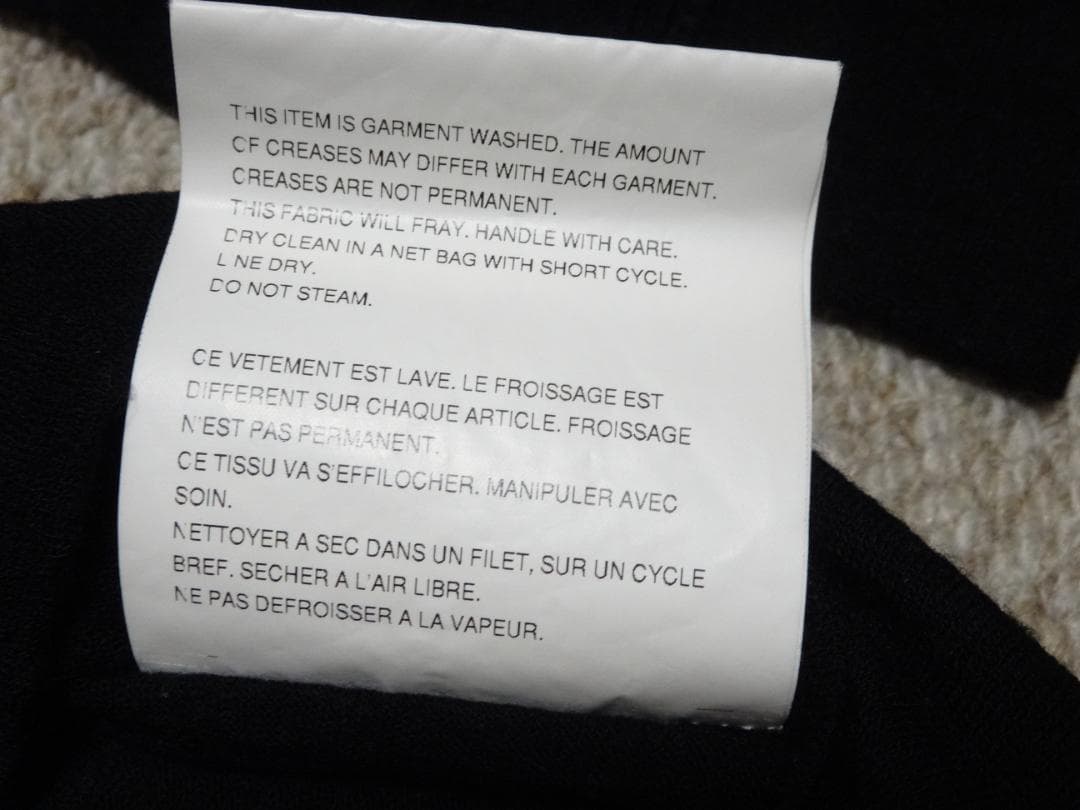 THIS ITEM IS GARMENT WASHED. THE AMOUNT
OF CREASES MAY DIFFER WITH EACH GARMENT.
CREASES ARE NOT PERMANENT.
THIS FABRIC WILL FRAY. HANDLE WITH CARE.
DRY CLEAN IN A NET BAG WITH SHORT CYCLE.
LINE DRY.
DO NOT STEAM.
CE VETEMENT EST LAVE. LE FROISSAGE EST
DIFFERENT SUR CHAQUE ARTICLE. FROISSAGE
N'EST PAS PERMANENT.
CE TISSU VA S'EFFILOCHER. MANIPULER AVEC
SOIN.
NETTOYER A SEC DANS UN FILET, SUR UN CYCLE
BREF. SECHER A L'AIR LIBRE.
NE PAS DEFROISSER A LA VAPEUR.